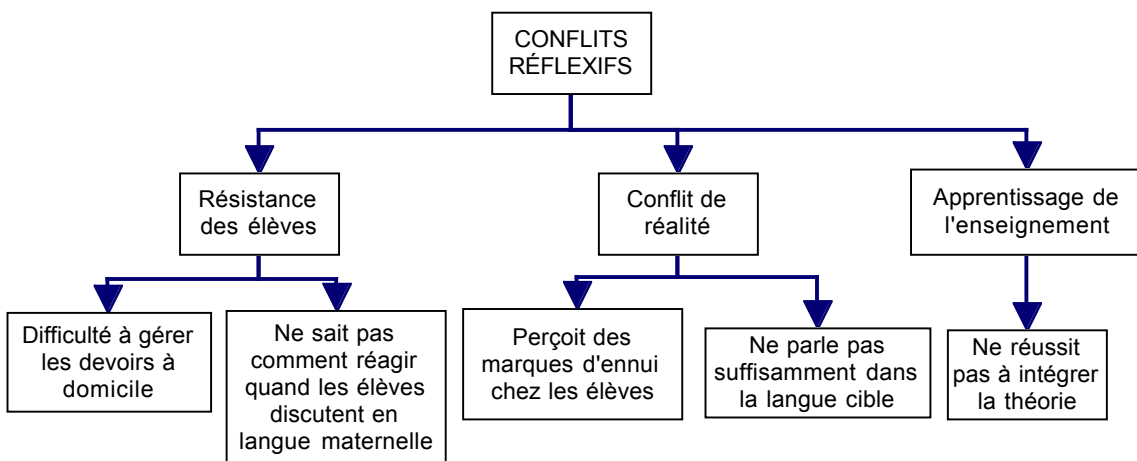 CONFLITS
RÉFLEXIFS
Résistance
des élèves
Conflit de
réalité
Apprentissage de
l'enseignement
Difficulté à gérer
les devoirs à
domicile
Ne sait pas
comment réagir
quand les élèves
discutent en
langue maternelle
Perçoit des
marques d'ennui
chez les élèves
Ne parle pas
suffisamment dans
la langue cible
Ne réussit
pas à intégrer
la théorie